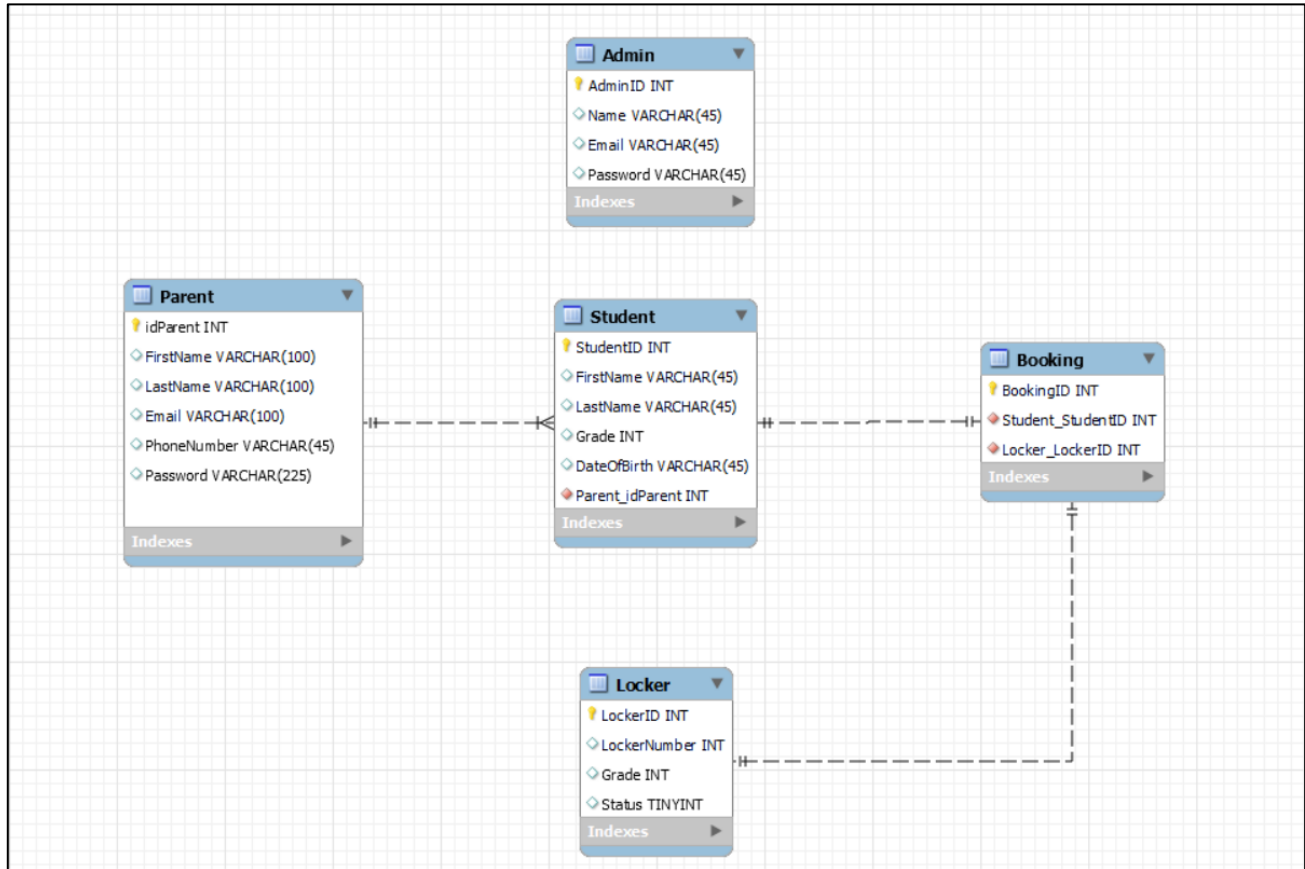 Admin
AdminID INT
Name VARCHAR(45)
Email VARCHAR(45)
Password VARCHAR(45)
Indexes
Parent
idParent INT
FirstName VARCHAR(100)
LastName VARCHAR(100)
Email VARCHAR(100)
PhoneNumber VARCHAR(45)
Password VARCHAR(225)
Indexes
Student
StudentID INT
FirstName VARCHAR(45)
LastName VARCHAR(45)
Grade INT
DateOfBirth VARCHAR(45)
Parent_idParent INT
Indexes
Booking
BookingID INT
Student_StudentID INT
Locker_LockerID INT
Indexes
Locker
LockerID INT
LockerNumber INT
Grade INT
Status TINYINT
Indexes